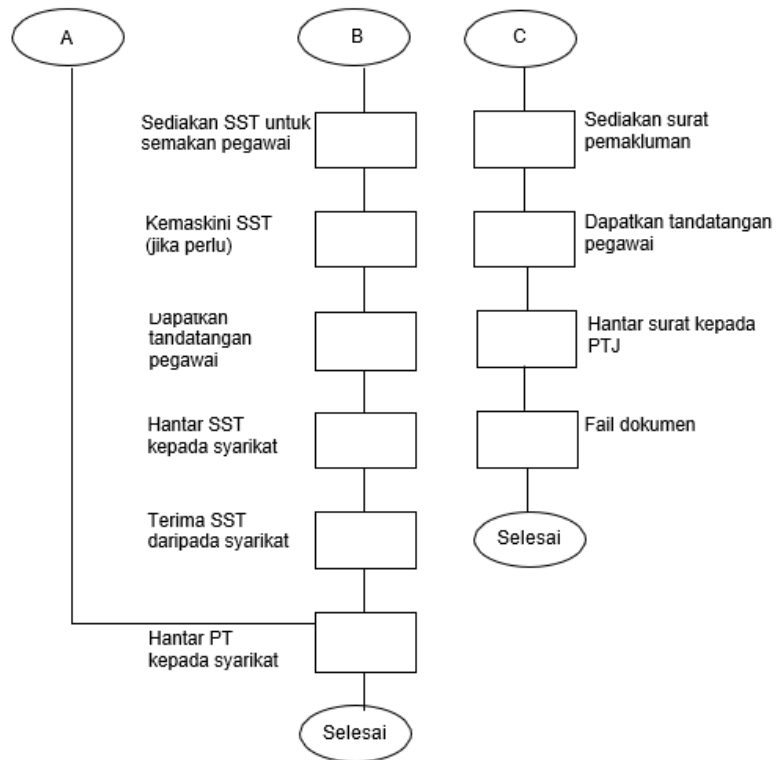 A
B
C
Sediakan SST untuk
semakan pegawai
Sediakan surat
pemakluman
Kemaskini SST
(jika perlu)
Dapatkan tandatangan
pegawai
Dapatkan
tandatangan
pegawai
Hantar surat kepada
PTJ
Hantar SST
kepada syarikat
Fail dokumen
Terima SST
daripada syarikat
Selesai
Hantar PT
kepada syarikat
Selesai